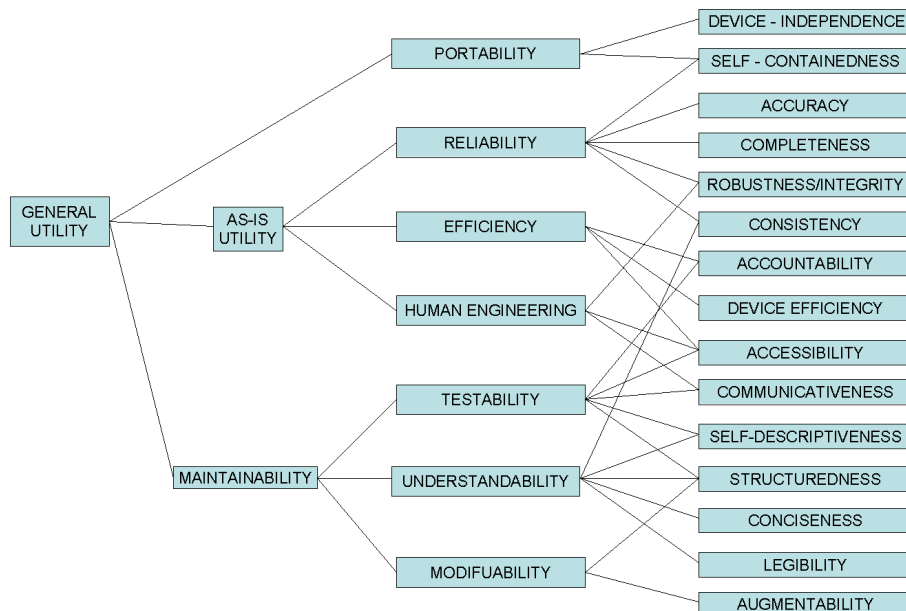 GENERAL
UTILITY
AS-IS
UTILITY
MAINTAINABILITY
PORTABILITY
RELIABILITY
EFFICIENCY
HUMAN ENGINEERING
TESTABILITY
UNDERSTANDABILITY
MODIFUABILITY
DEVICE - INDEPENDENCE
SELF - CONTAINEDNESS
ACCURACY
COMPLETENESS
ROBUSTNESS/INTEGRITY
CONSISTENCY
ACCOUNTABILITY
DEVICE EFFICIENCY
ACCESSIBILITY
COMMUNICATIVENESS
SELF-DESCRIPTIVENESS
STRUCTUREDNESS
CONCISENESS
LEGIBILITY
AUGMENTABILITY